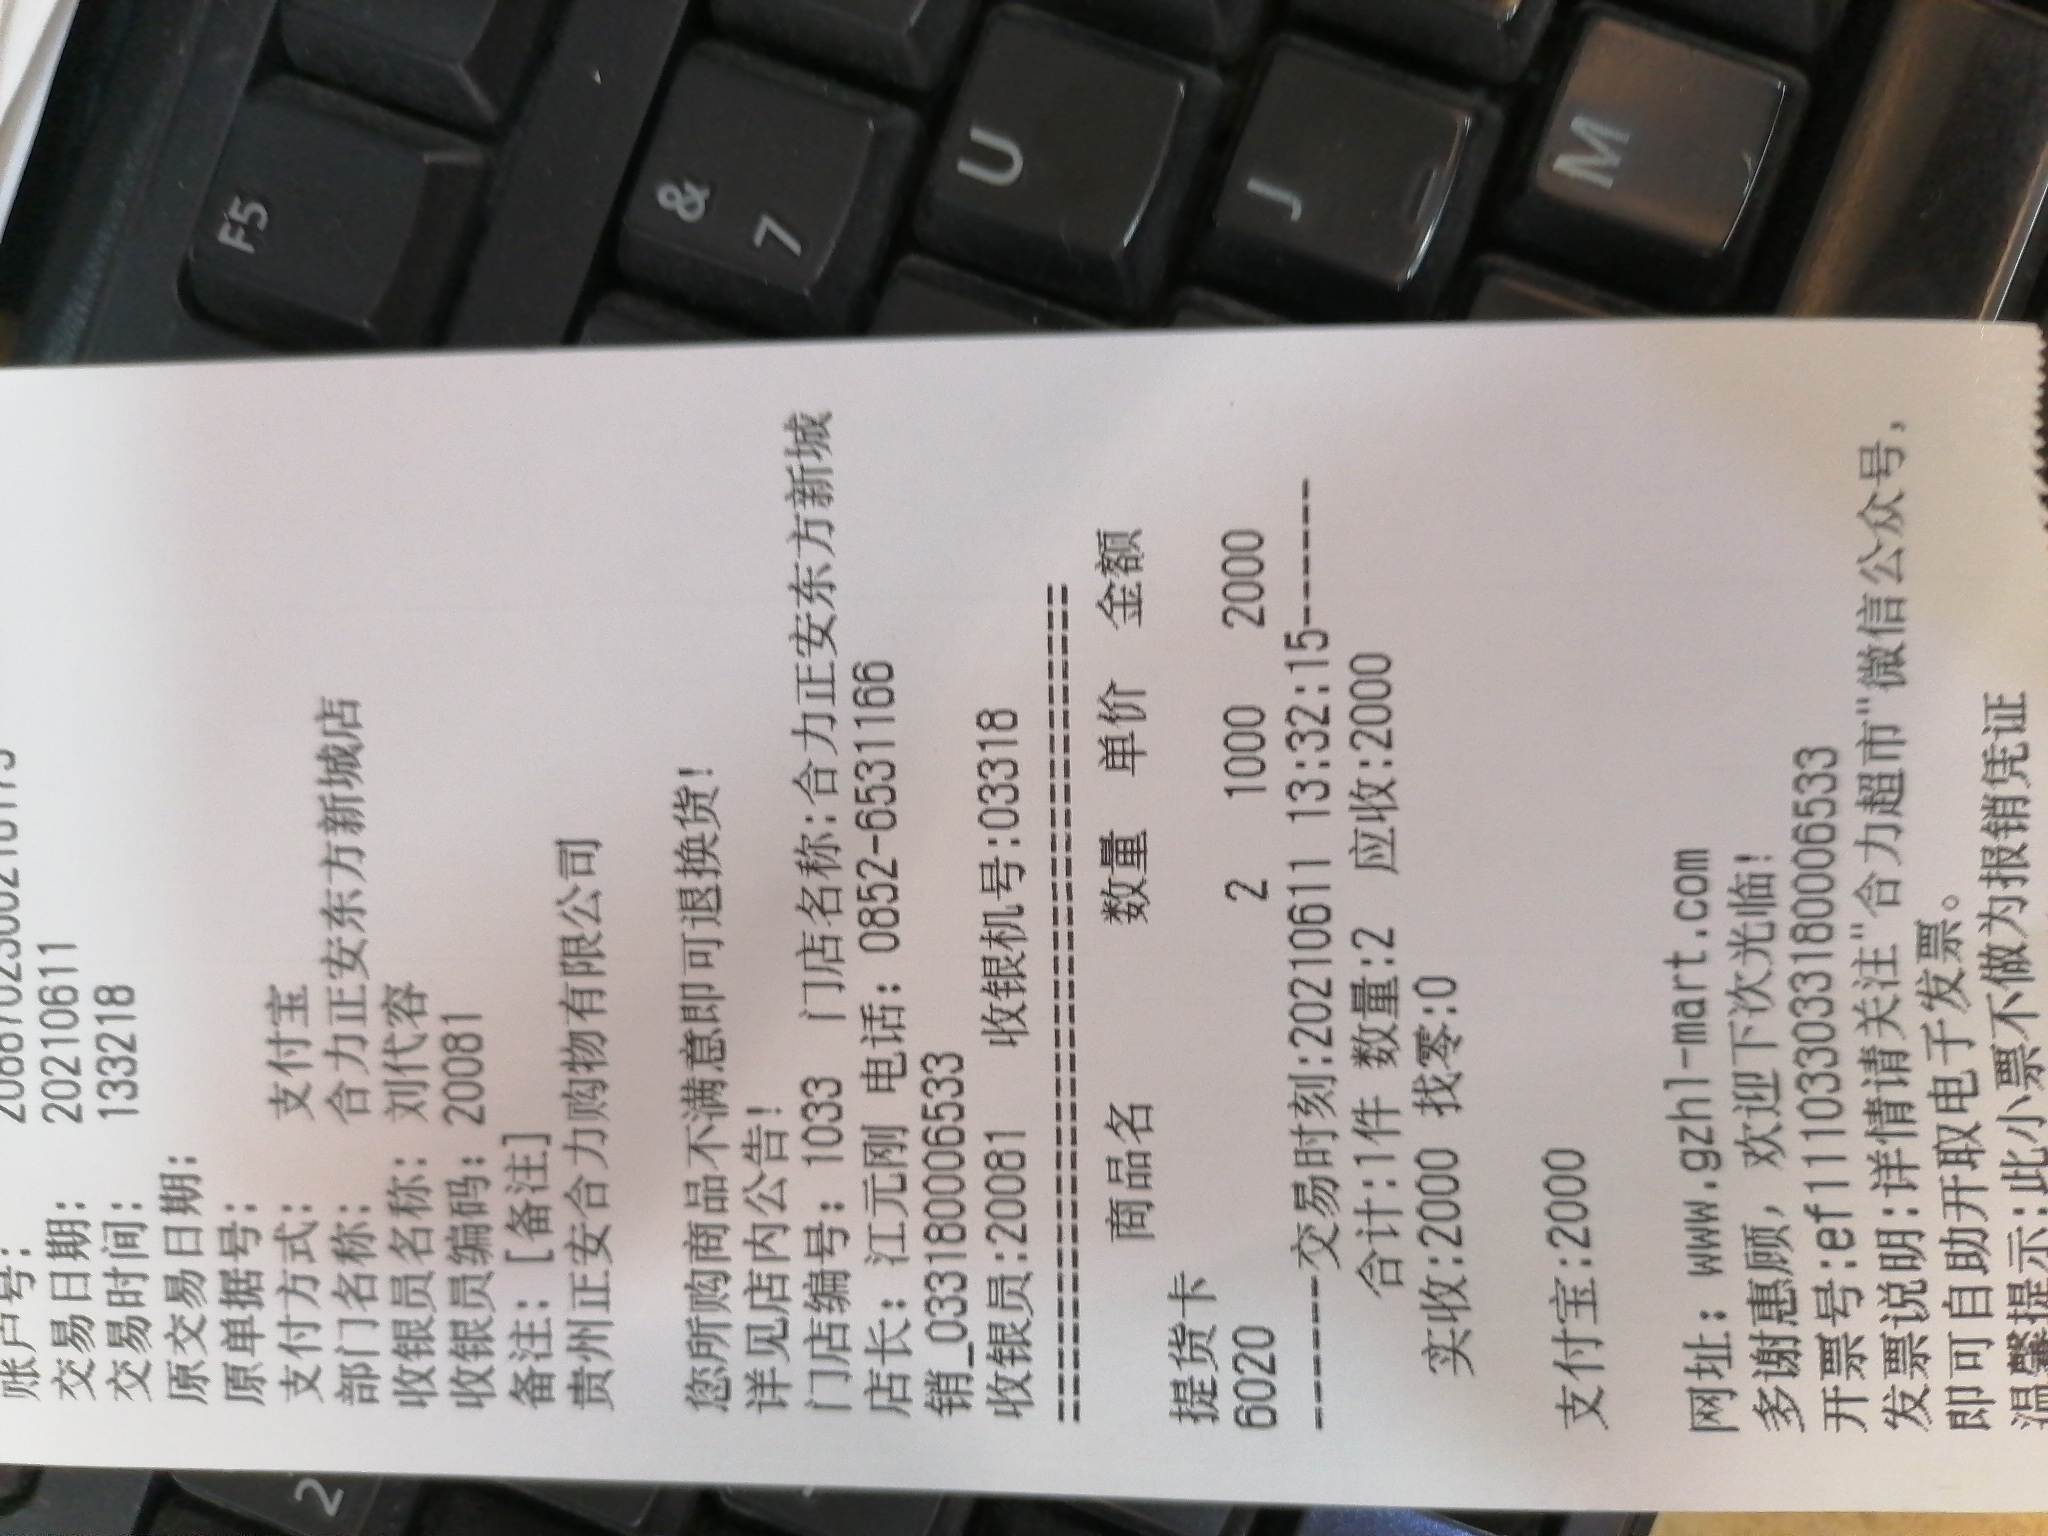 账户号:
交易日期: 20210611
交易时间: 133218
原交易日期:
原单据号:
支付方式: 支付宝
部门名称: 合力正安东方新城店
收银员名称: 刘代容
收银员编码: 20081
备注: [备注]
贵州正安合力购物有限公司
您所购商品不满意即可退换货!
详见店内公告!
门店编号: 1033 门店名称:合力正安东方新城
店长: 江元刚 电话: 0852-6531166
销_033180006533
收银员:20081 收银机号:03318
==========================================
商品名 数量 单价 金额
提货卡
6020 2 1000 2000
-------交易时刻:20210611 13:32:15-------
合计:1件 数量:2 应收:2000
实收:2000 找零:0
支付宝:2000
网址: www.gzhl-mart.com
多谢惠顾, 欢迎下次光临!
开票号:ef111033033180006533
发票说明:详情请关注"合力超市"微信公众号,
即可自助开取电子发票。
温馨提示:此小票不做为报销凭证
F5
&
7
U
J
M
2